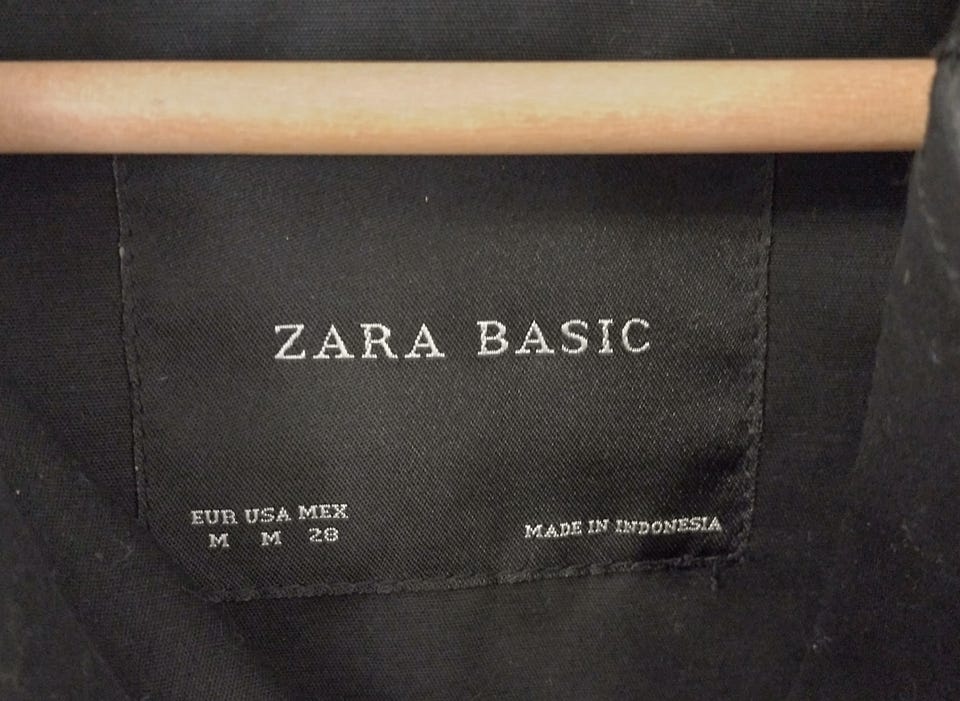 ZARA BASIC
EUR USA MEX
M M 28
MADE IN INDONESIA